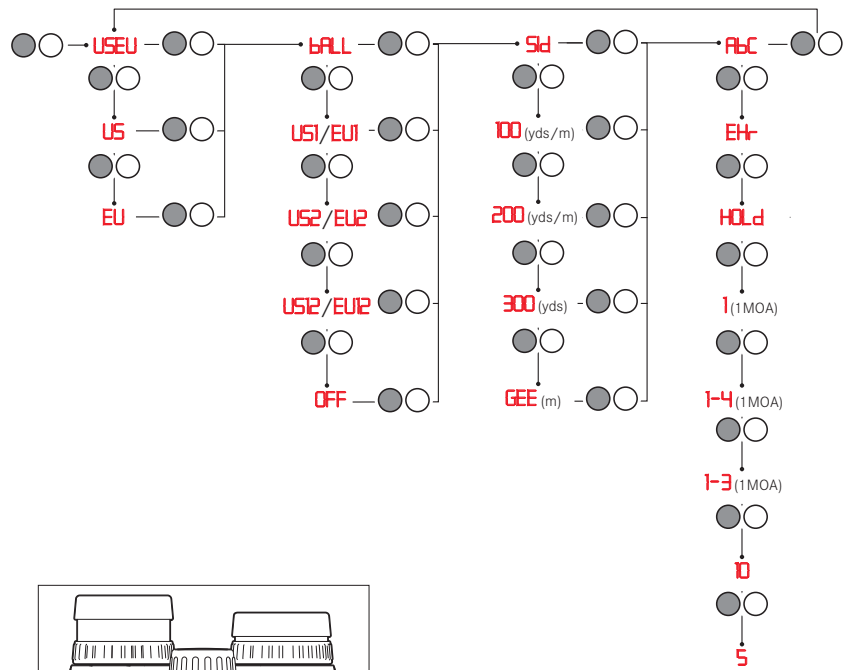 USEU bALL SId AbC
US US1/EU1 100 (yds/m) EHr
EU US2/EU2 200 (yds/m) HOLd
US12/EU12 300 (yds) 1 (1MOA)
OFF GEE (m) 1-4 (1MOA)
1-3 (1MOA)
10
5